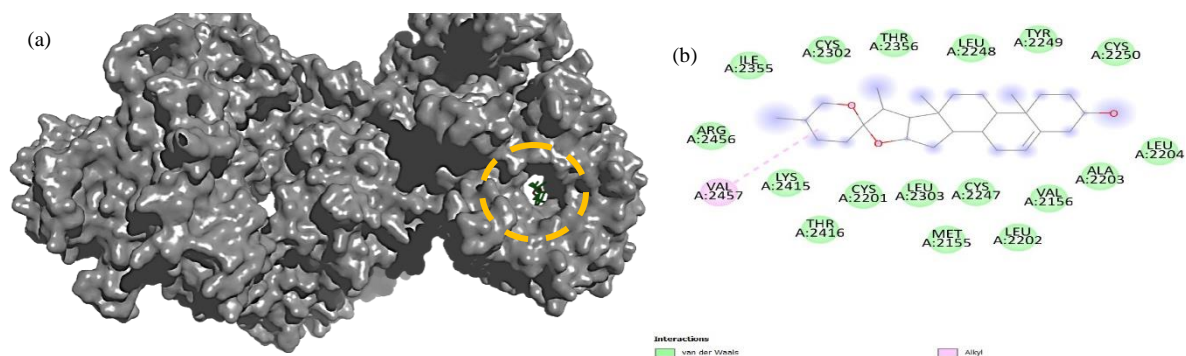 (a)
(b)
ILE
A:2355
CYS
A:2302
THR
A:2356
LEU
A:2248
TYR
A:2249
CYS
A:2250
ARG
A:2456
LEU
A:2204
VAL
A:2457
LYS
A:2415
CYS
A:2201
LEU
A:2303
CYS
A:2247
VAL
A:2156
ALA
A:2203
THR
A:2416
MET
A:2155
LEU
A:2202
Interactions
van der Waals
Alkyl